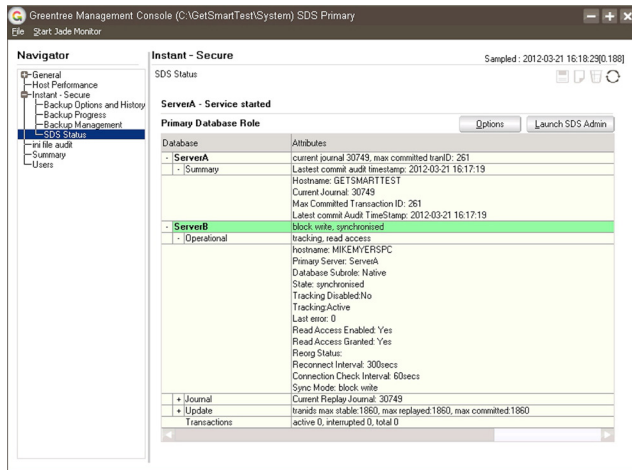 Greentree Management Console (C:\GetSmartTest\System) SDS Primary
File Start Jade Monitor
Navigator
General
Host Performance
Instant - Secure
Backup Options and History
Backup Progress
Backup Management
SDS Status
ini file audit
Summary
Users
Instant - Secure
Sampled : 2012-03-21 16:18:29[0.188]
SDS Status
ServerA - Service started
Primary Database Role
Options
Launch SDS Admin
Database Attributes
- ServerA current journal 30749, max committed tranID: 261
- Summary Lastest commit audit timestamp: 2012-03-21 16:17:19
Hostname: GETSMARTTEST
Current Journal: 30749
Max Committed Transaction ID: 261
Latest commit Audit TimeStamp: 2012-03-21 16:17:19
- ServerB block write, synchronised
- Operational tracking, read access
hostname: MIKEMYERSPC
Primary Server: ServerA
Database Subrole: Native
State: synchronised
Tracking Disabled:No
Tracking:Active
Last error: 0
Read Access Enabled: Yes
Read Access Granted: Yes
Reorg Status:
Reconnect Interval: 300secs
Connection Check Interval: 60secs
Sync Mode: block write
+ Journal Current Replay Journal: 30749
+ Update tranids max stable:1860, max replayed:1860, max committed:1860
Transactions active 0, interrupted 0, total 0